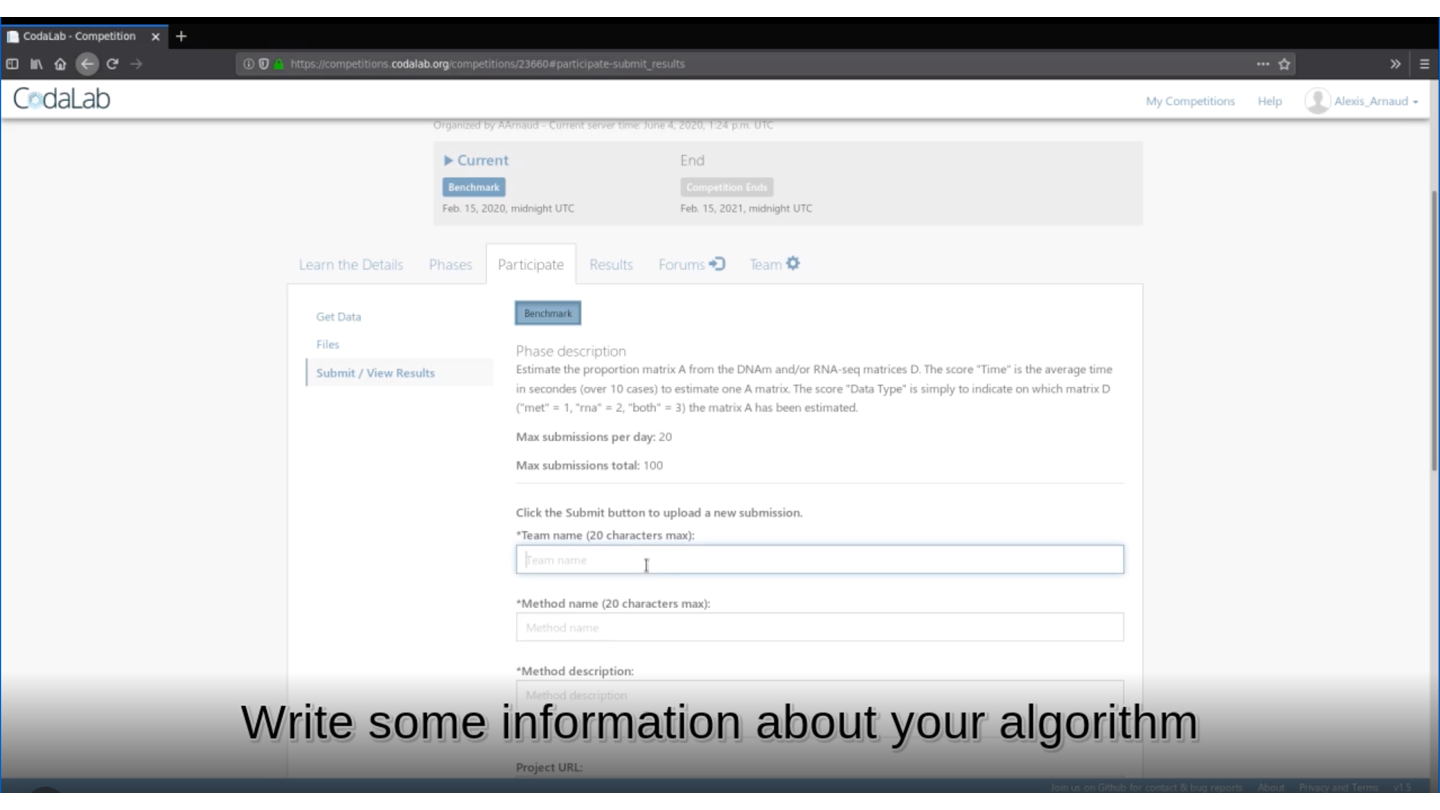 CodaLab - Competition
https://competitions.codalab.org/competitions/23660#participate-submit_results
CodaLab
My Competitions
Help
Alexis_Arnaud
Organized by AArnaud - Current server time: June 4, 2020, 1:24 p.m. UTC
Current
End
Benchmark
Competition Ends
Feb. 15, 2020, midnight UTC
Feb. 15, 2021, midnight UTC
Learn the Details
Phases
Participate
Results
Forums
Team
Get Data
Files
Submit / View Results
Benchmark
Phase description
Estimate the proportion matrix A from the DNAm and/or RNA-seq matrices D. The score "Time" is the average time
in secondes (over 10 cases) to estimate one A matrix. The score "Data Type" is simply to indicate on which matrix D
("met" = 1, "rna" = 2, "both" = 3) the matrix A has been estimated.
Max submissions per day: 20
Max submissions total: 100
Click the Submit button to upload a new submission.
*Team name (20 characters max):
Team name
*Method name (20 characters max):
Method name
*Method description:
Method description
Write some information about your algorithm
Project URL:
Join us on Github for contact & bug reports
About
Privacy and Terms
v1.5